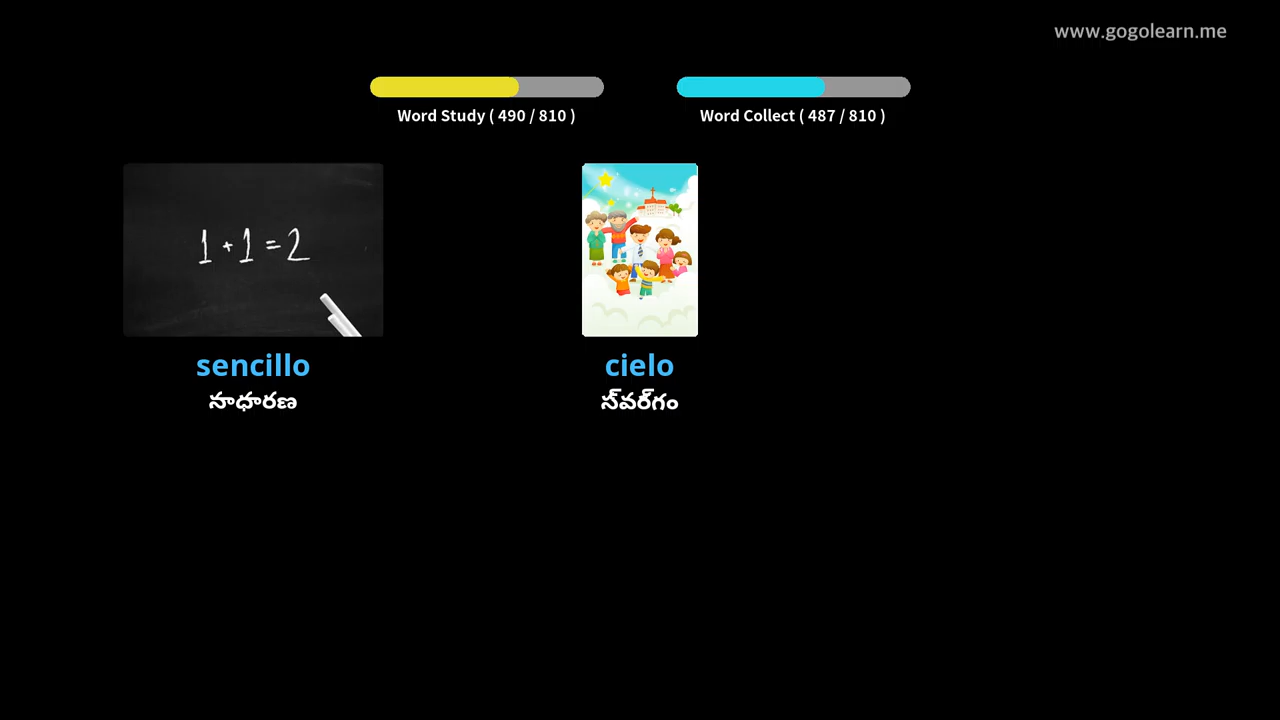 www.gogolearn.me
Word Study ( 490 / 810 )
Word Collect ( 487 / 810 )
1 + 1 = 2
sencillo
సాధారణ
cielo
స్‌వర్‌గం